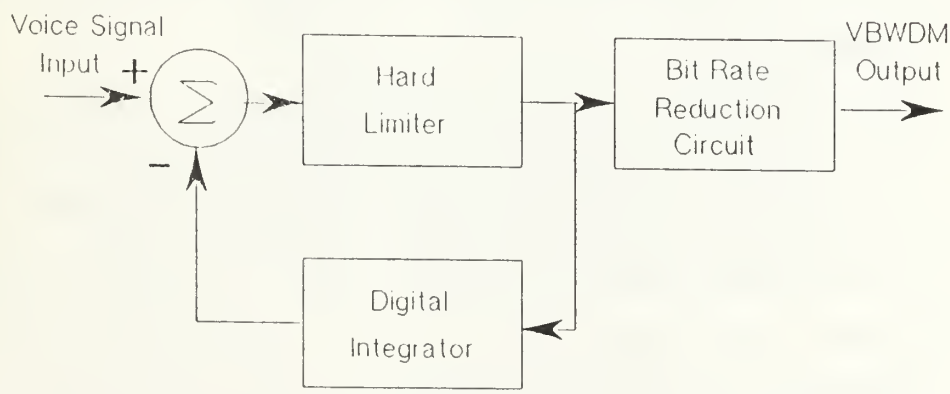 Voice Signal
Input
+
Σ
−
Hard
Limiter
Bit Rate
Reduction
Circuit
VBWDM
Output
Digital
Integrator